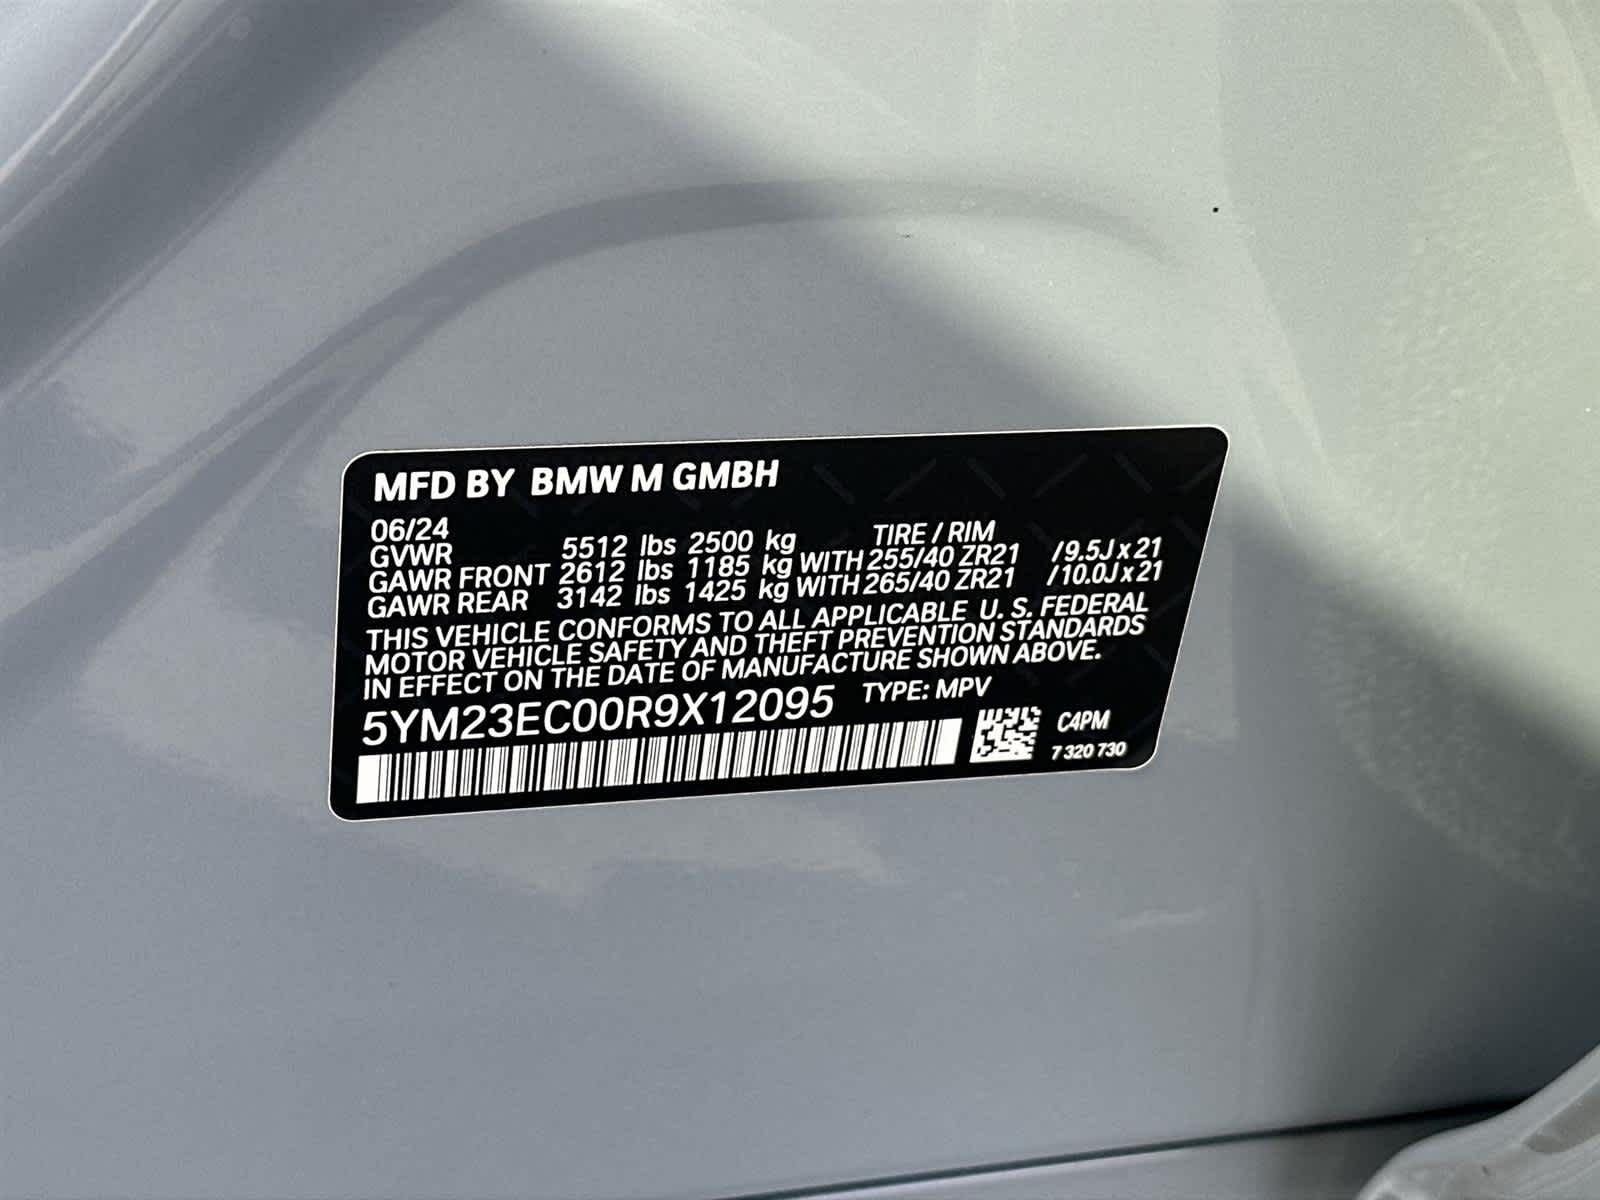 MFD BY BMW M GMBH
06/24 TIRE / RIM
GVWR 5512 lbs 2500 kg
GAWR FRONT 2612 lbs 1185 kg WITH 255/40 ZR21 /9.5J x 21
GAWR REAR 3142 lbs 1425 kg WITH 265/40 ZR21 /10.0J x 21
THIS VEHICLE CONFORMS TO ALL APPLICABLE U. S. FEDERAL
MOTOR VEHICLE SAFETY AND THEFT PREVENTION STANDARDS
IN EFFECT ON THE DATE OF MANUFACTURE SHOWN ABOVE.
5YM23EC00R9X12095 TYPE: MPV
C4PM
7 320 730